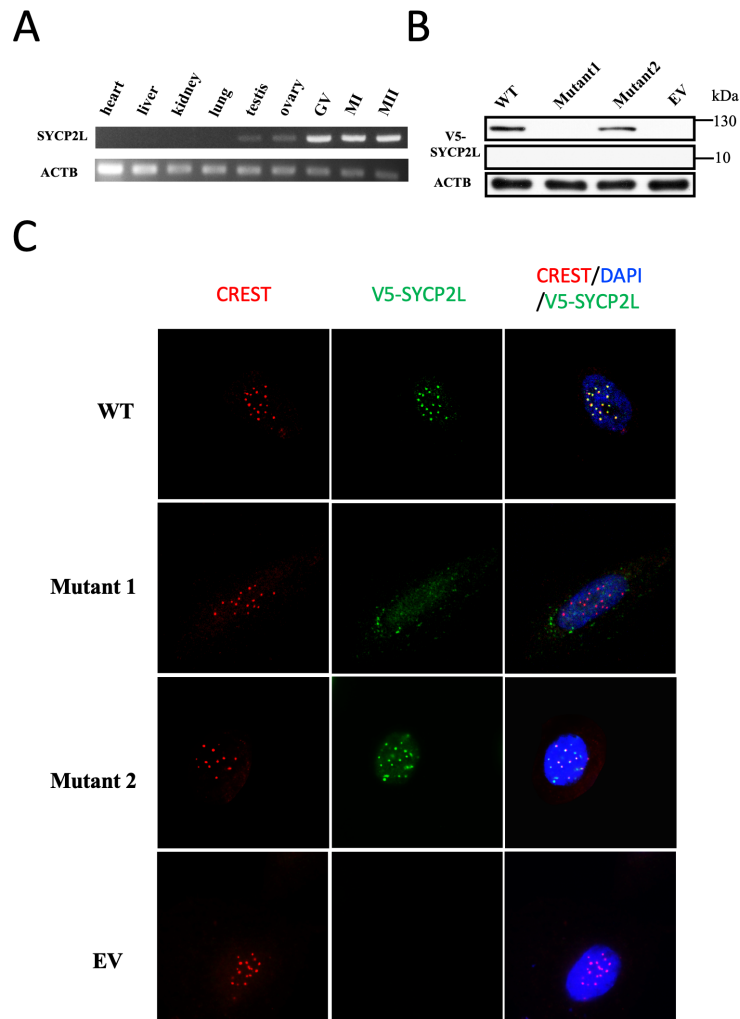 A
heart
liver
kidney
lung
testis
ovary
GV
MI
MII
SYCP2L
ACTB
B
WT
Mutant1
Mutant2
EV
kDa
130
V5-
SYCP2L
10
ACTB
C
CREST
V5-SYCP2L
CREST/DAPI
/V5-SYCP2L
WT
Mutant 1
Mutant 2
EV